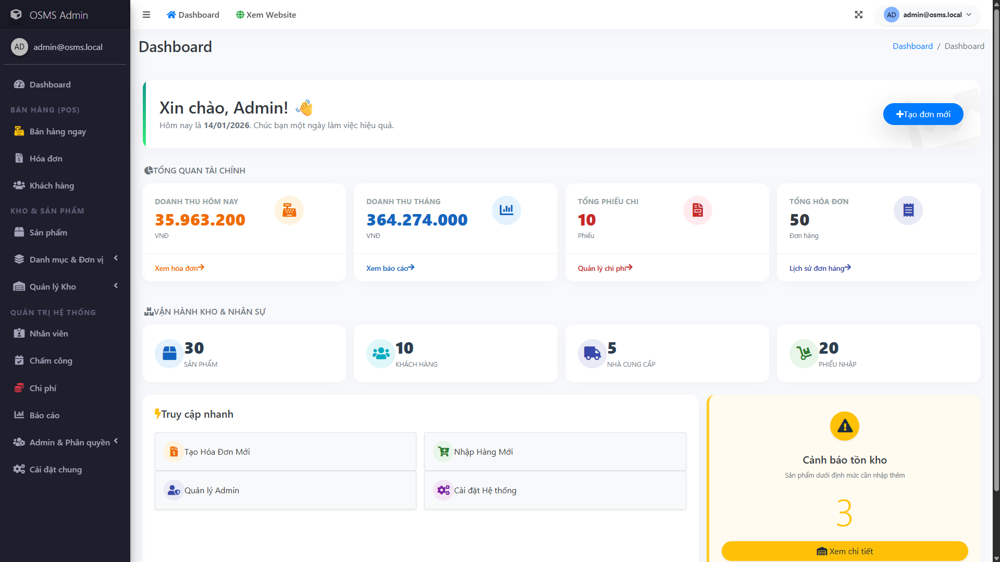 OSMS Admin
AD admin@osms.local
Dashboard
BÁN HÀNG (POS)
Bán hàng ngay
Hóa đơn
Khách hàng
KHO & SẢN PHẨM
Sản phẩm
Danh mục & Đơn vị
Quản lý Kho
QUẢN TRỊ HỆ THỐNG
Nhân viên
Chấm công
Chi phí
Báo cáo
Admin & Phân quyền
Cài đặt chung
Dashboard Xem Website
AD admin@osms.local
Dashboard
Dashboard / Dashboard
Xin chào, Admin! 👋
Hôm nay là 14/01/2026. Chúc bạn một ngày làm việc hiệu quả.
Tạo đơn mới
TỔNG QUAN TÀI CHÍNH
DOANH THU HÔM NAY
35.963.200
VNĐ
Xem hóa đơn
DOANH THU THÁNG
364.274.000
VNĐ
Xem báo cáo
TỔNG PHIẾU CHI
10
Phiếu
Quản lý chi phí
TỔNG HÓA ĐƠN
50
Đơn hàng
Lịch sử đơn hàng
VẬN HÀNH KHO & NHÂN SỰ
30
SẢN PHẨM
10
KHÁCH HÀNG
5
NHÀ CUNG CẤP
20
PHIẾU NHẬP
Truy cập nhanh
Tạo Hóa Đơn Mới
Nhập Hàng Mới
Quản lý Admin
Cài đặt Hệ thống
Cảnh báo tồn kho
Sản phẩm dưới định mức cần nhập thêm
3
Xem chi tiết